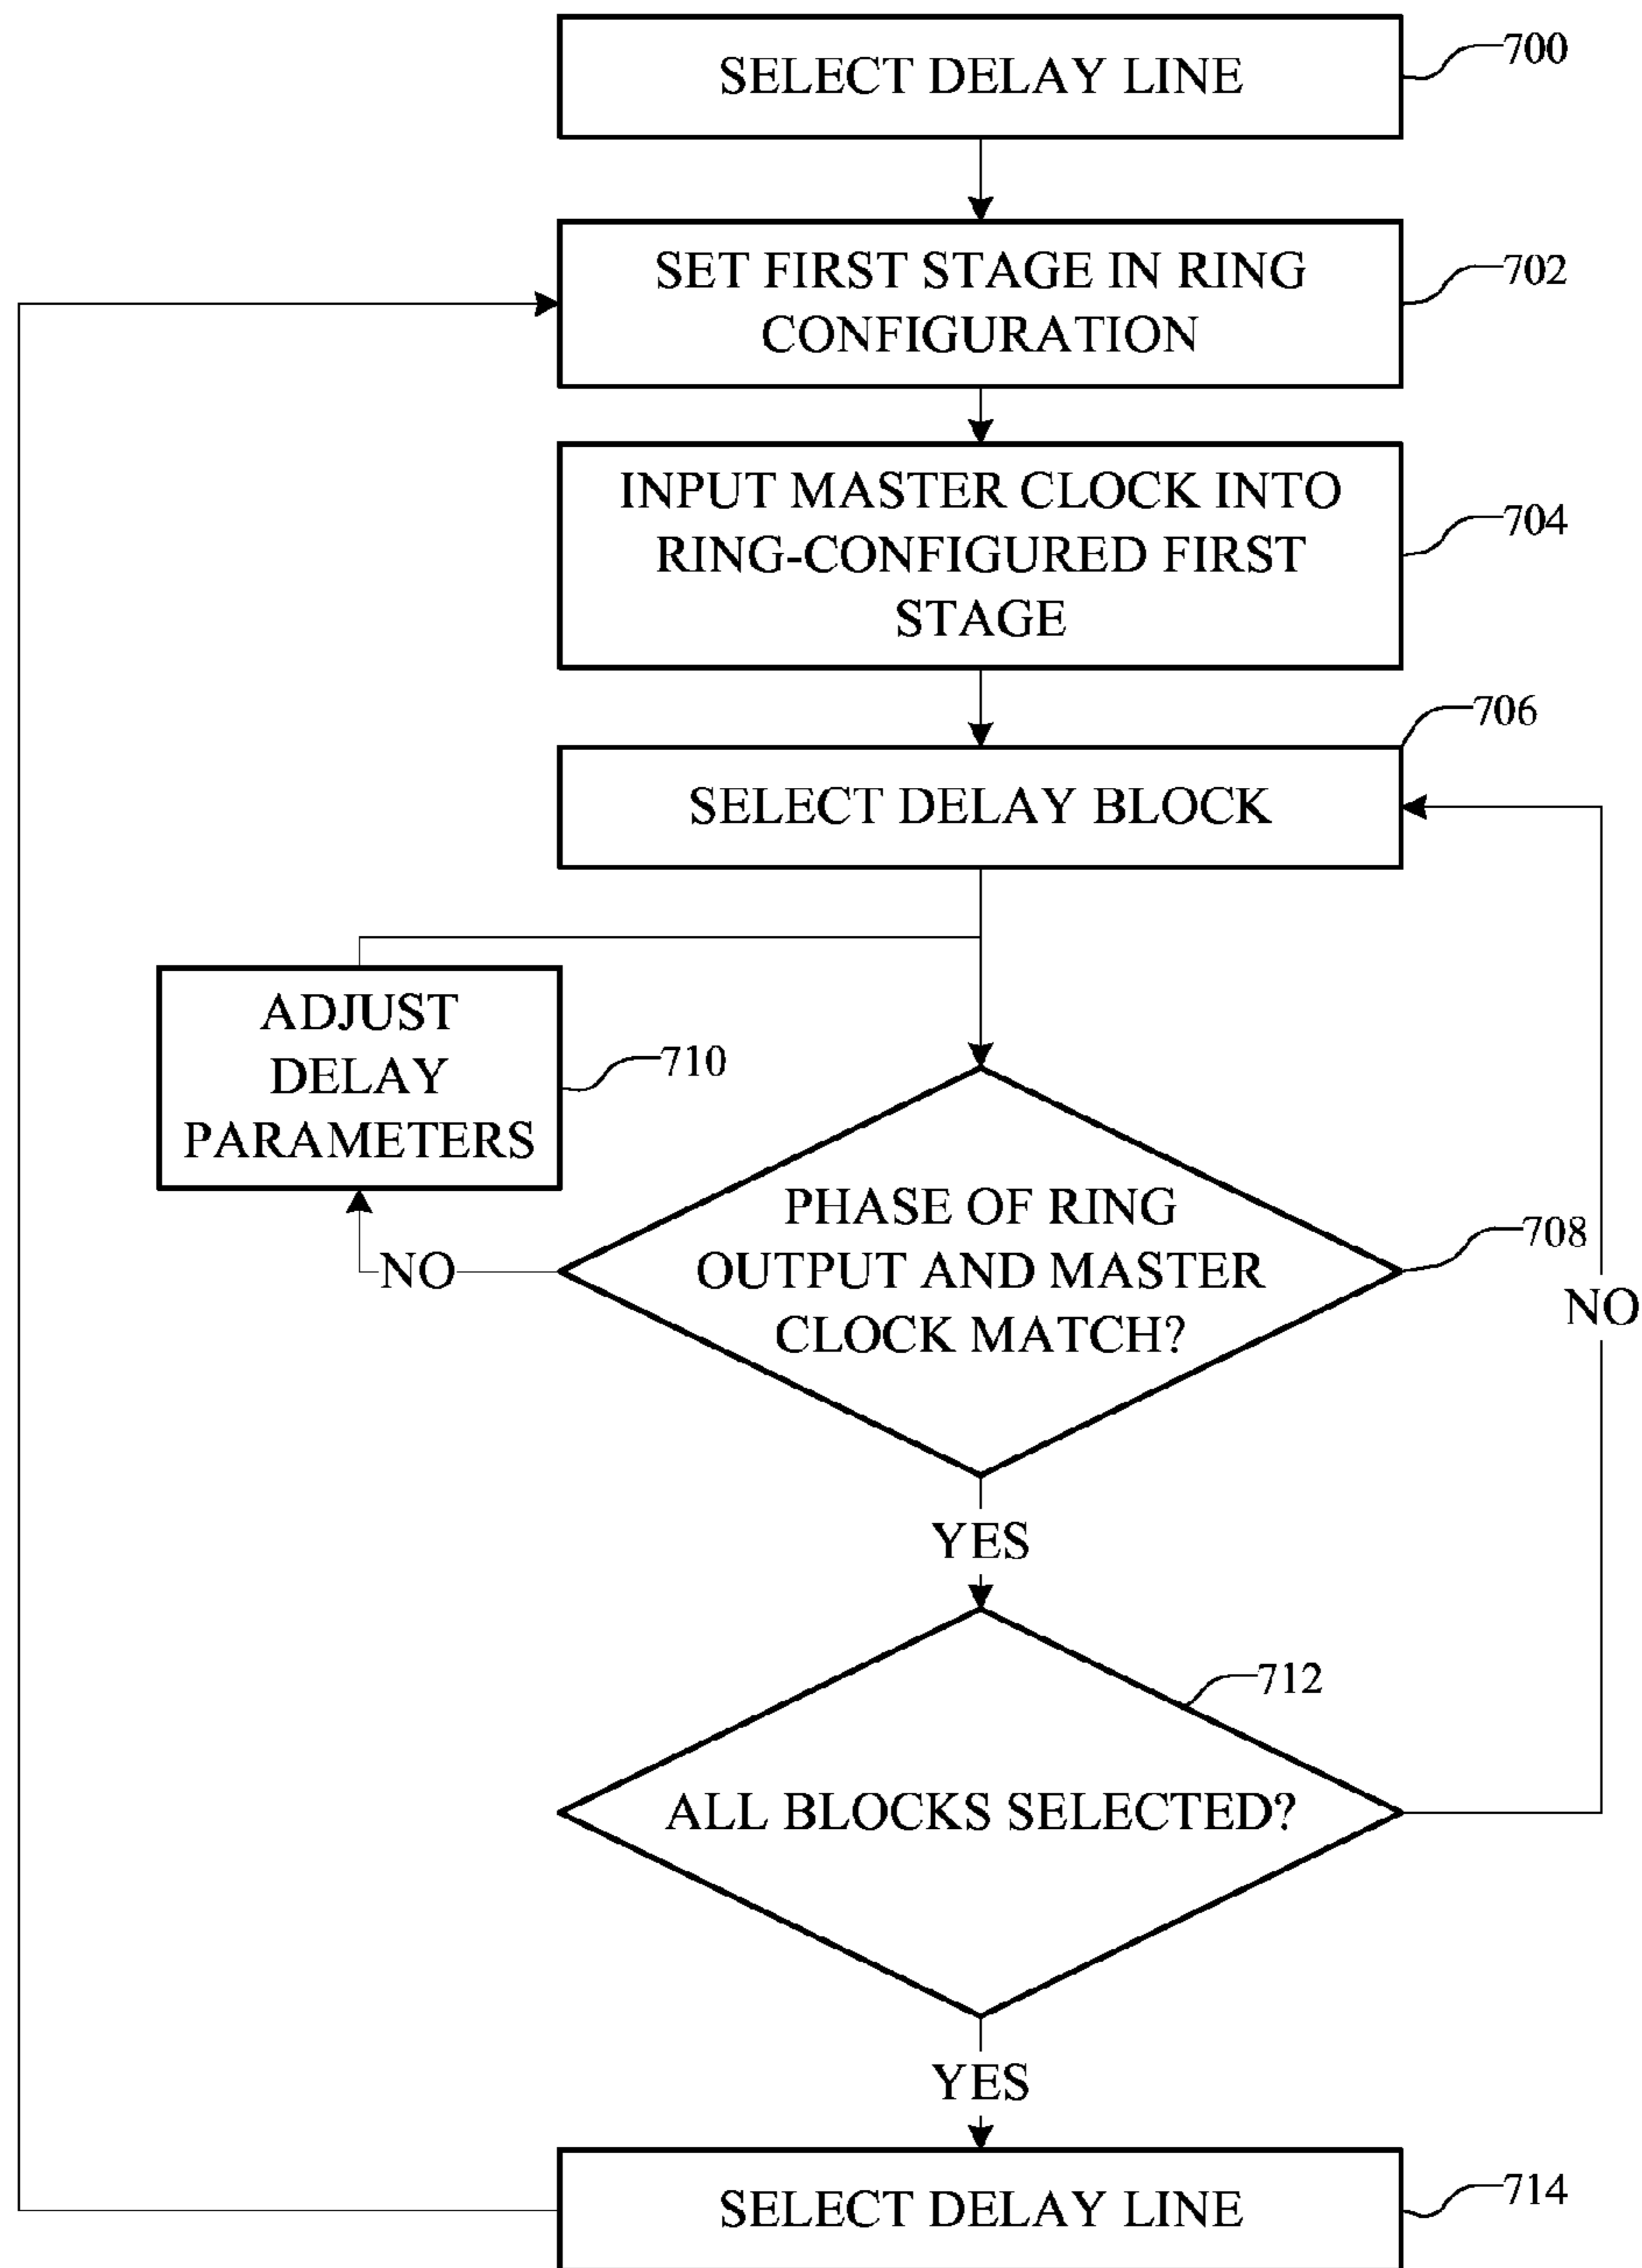 SELECT DELAY LINE
700
SET FIRST STAGE IN RING
CONFIGURATION
702
INPUT MASTER CLOCK INTO
RING-CONFIGURED FIRST
STAGE
704
706
SELECT DELAY BLOCK
ADJUST
DELAY
PARAMETERS
710
PHASE OF RING
OUTPUT AND MASTER
CLOCK MATCH?
708
NO
NO
YES
712
ALL BLOCKS SELECTED?
YES
SELECT DELAY LINE
714